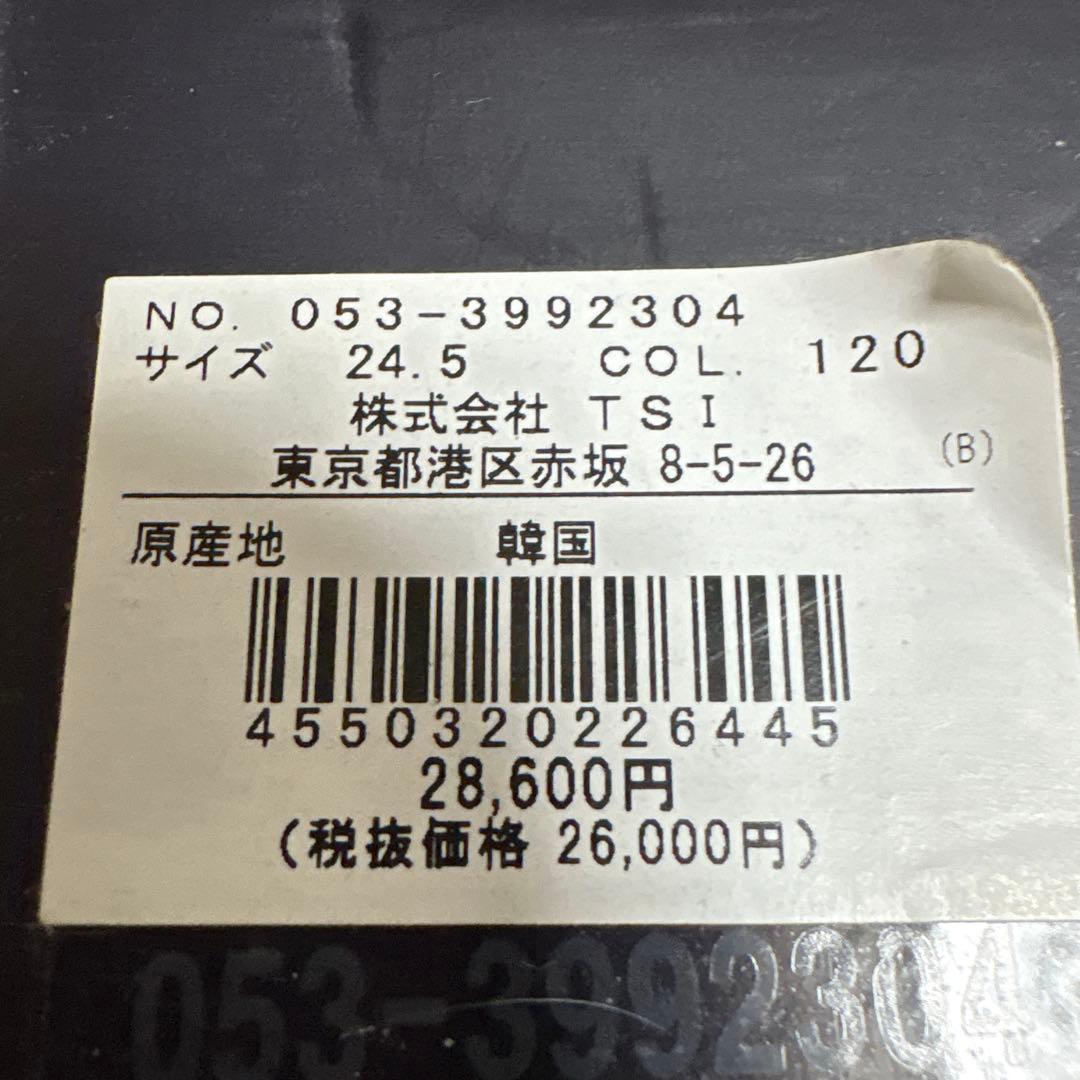 NO. 053-3992304
サイズ 24.5 COL. 120
株式会社 TSI
東京都港区赤坂 8-5-26 (B)
原産地 韓国
4550320226445
28,600円
(税抜価格 26,000円)
053-3992304